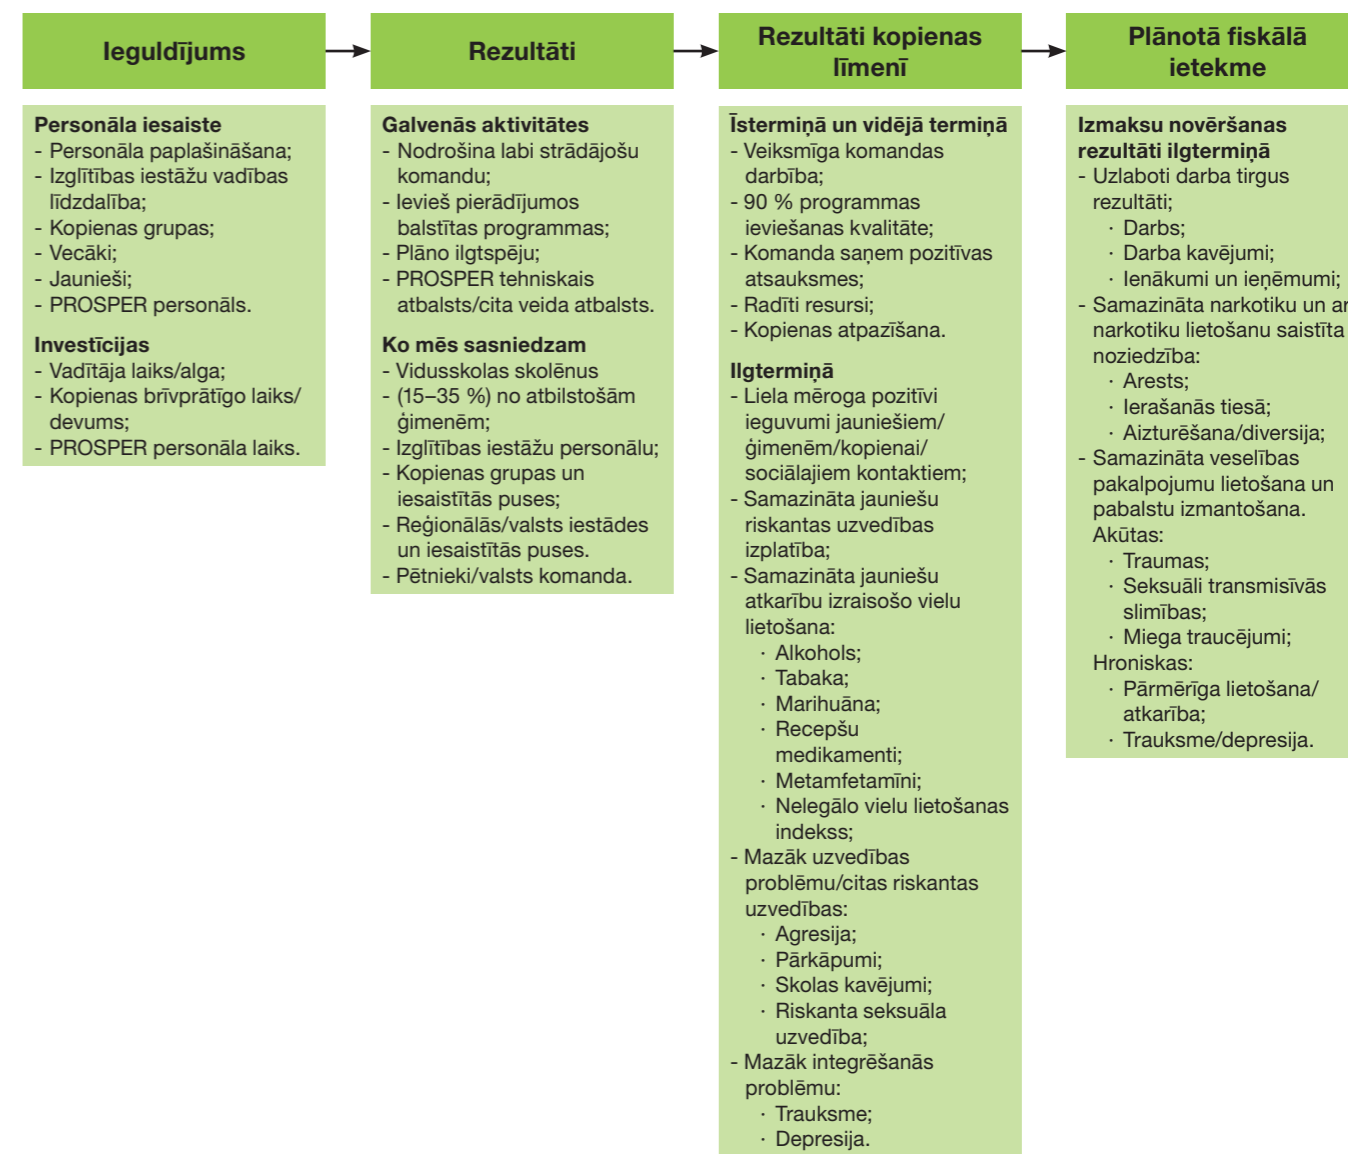 Ieguldījums
Rezultāti
Rezultāti kopienas
līmenī
Plānotā fiskālā
ietekme
Personāla iesaiste
- Personāla paplašināšana;
- Izglītības iestāžu vadības
līdzdalība;
- Kopienas grupas;
- Vecāki;
- Jaunieši;
- PROSPER personāls.
Investīcijas
- Vadītāja laiks/alga;
- Kopienas brīvprātīgo laiks/
devums;
- PROSPER personāla laiks.
Galvenās aktivitātes
- Nodrošina labi strādājošu
komandu;
- Ievieš pierādījumos
balstītas programmas;
- Plāno ilgtspēju;
- PROSPER tehniskais
atbalsts/cita veida atbalsts.
Ko mēs sasniedzam
- Vidusskolas skolēnus
- (15–35 %) no atbilstošām
ģimenēm;
- Izglītības iestāžu personālu;
- Kopienas grupas un
iesaistītās puses;
- Reģionālās/valsts iestādes
un iesaistītās puses.
- Pētnieki/valsts komanda.
Īstermiņā un vidējā termiņā
- Veiksmīga komandas
darbība;
- 90 % programmas
ieviešanas kvalitāte;
- Komanda saņem pozitīvas
atsauksmes;
- Radīti resursi;
- Kopienas atpazīšana.
Ilgtermiņā
- Liela mēroga pozitīvi
ieguvumi jauniešiem/
ģimenēm/kopienai/
sociālajiem kontaktiem;
- Samazināta jauniešu
riskantas uzvedības
izplatība;
- Samazināta jauniešu
atkarību izraisošo vielu
lietošana:
· Alkohols;
· Tabaka;
· Marihuāna;
· Recepšu
medikamenti;
· Metamfetamīni;
· Nelegālo vielu lietošanas
indekss;
- Mazāk uzvedības
problēmu/citas riskantas
uzvedības:
· Agresija;
· Pārkāpumi;
· Skolas kavējumi;
· Riskanta seksuāla
uzvedība;
- Mazāk integrēšanās
problēmu:
· Trauksme;
· Depresija.
Izmaksu novēršanas
rezultāti ilgtermiņā
- Uzlaboti darba tirgus
rezultāti;
· Darbs;
· Darba kavējumi;
· Ienākumi un ieņēmumi;
- Samazināta narkotiku un ar
narkotiku lietošanu saistīta
noziedzība:
· Arests;
· Ierašanās tiesā;
· Aizturēšana/diversija;
- Samazināta veselības
pakalpojumu lietošana un
pabalstu izmantošana.
Akūtas:
· Traumas;
· Seksuāli transmisīvās
slimības;
· Miega traucējumi;
Hroniskas:
· Pārmērīga lietošana/
atkarība;
· Trauksme/depresija.